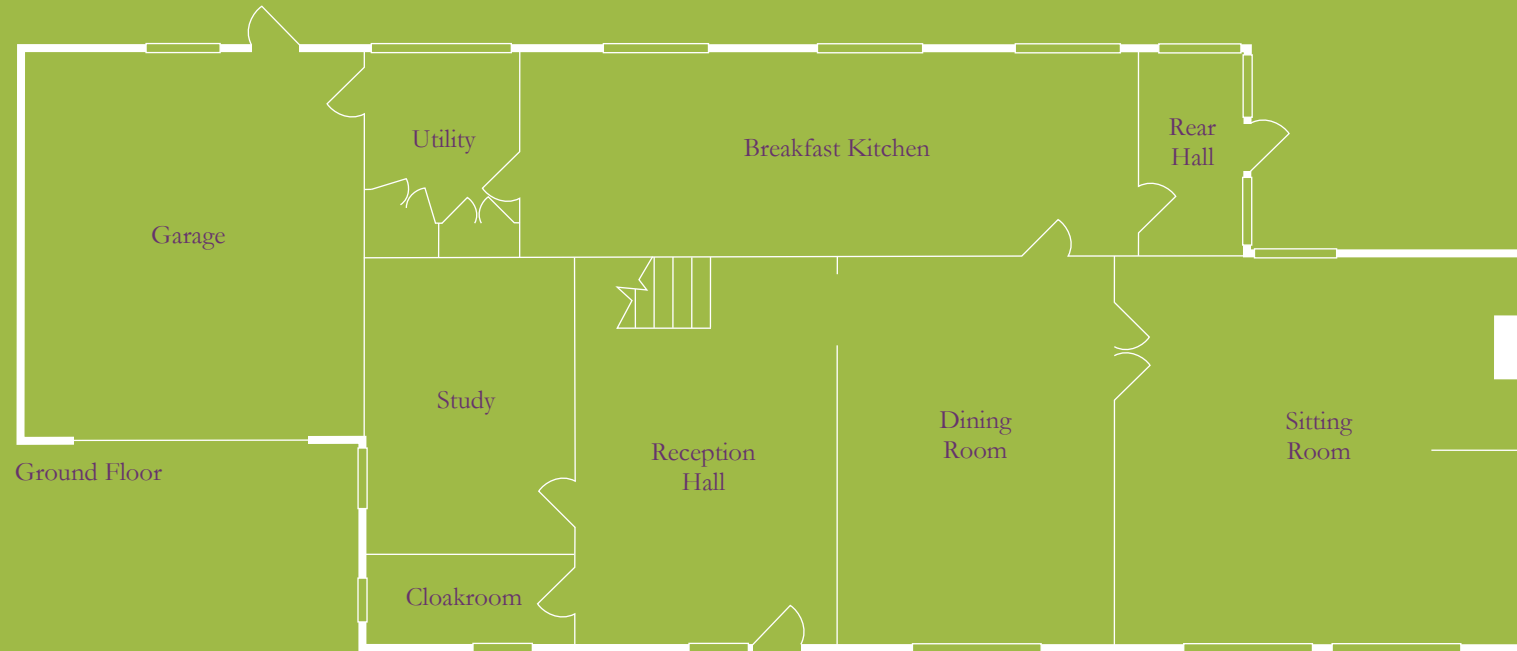 Utility
Breakfast Kitchen
Rear
Hall
Garage
Study
Dining
Room
Sitting
Room
Reception
Hall
Ground Floor
Cloakroom